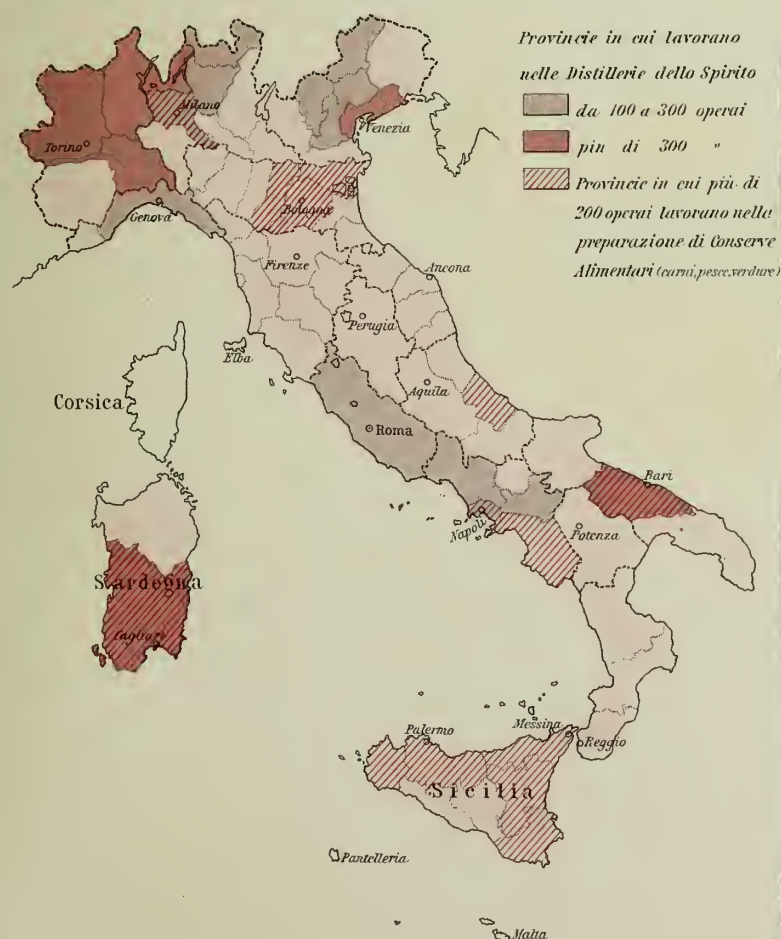 Provincie in cui lavorano
nelle Distillerie dello Spirito
da 100 a 300 operai
pin di 300 "
Provincie in cui più di
200 operai lavorano nella
preparazione di Conserve
Alimentari (carni, pesce, verdure)
Milano
Torino
Venezia
Genova
Bologna
Firenze
Ancona
Perugia
Elba
Aquila
Corsica
Roma
Bari
Napoli
Potenza
Sardegna
Cagliari
Messina
Palermo
Reggio
Sicilia
Pantelleria
Malta